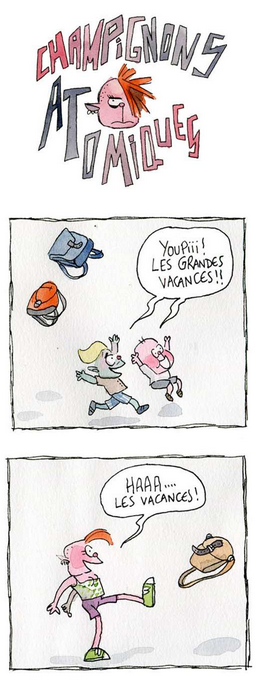 CHAMPIGNONS
ATOMIQUES
YOUPiii!
LES GRANDES
VACANCES!!
HAAA....
LES VACANCES!